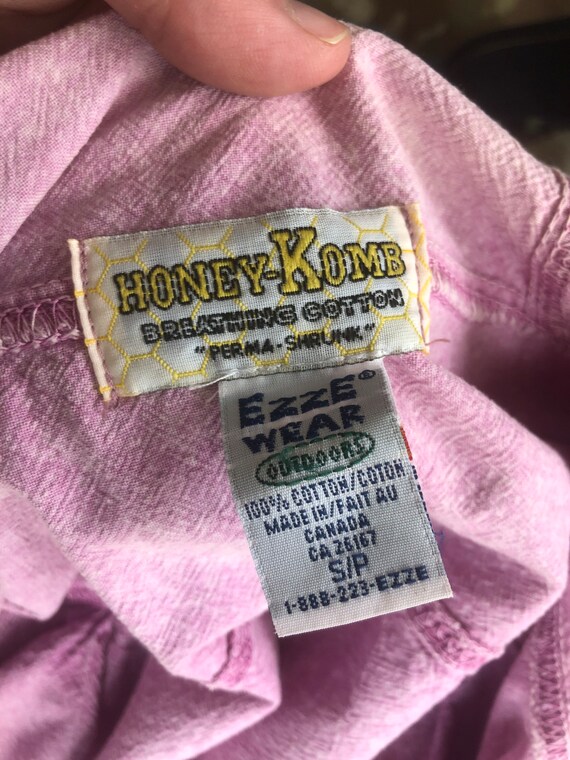 HONEY-KOMB
BREATHING COTTON
"PERMA-SHRUNK"
EzzE®
WEAR
OUTDOORS
100% COTTON/COTON
MADE IN/FAIT AU
CANADA
CA 26167
S/P
1-888-223-EZZE